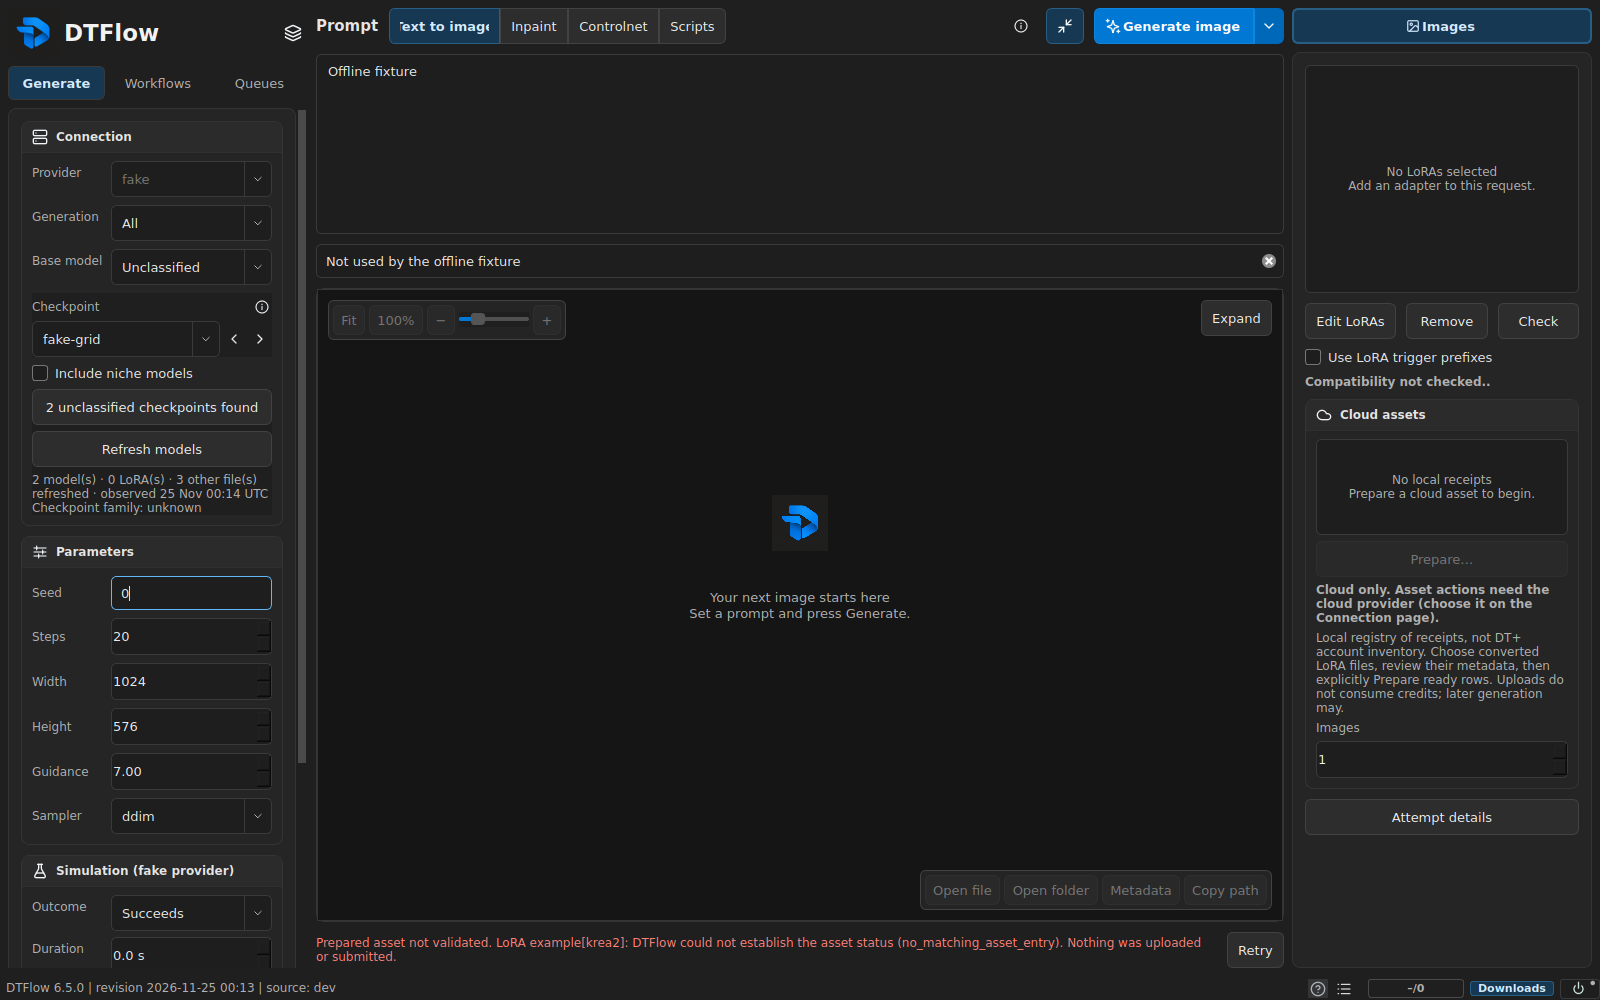 DTFlow
Prompt
Text to image
Inpaint
Controlnet
Scripts
Generate image
Images
Generate
Workflows
Queues
Connection
Provider
fake
Generation
All
Base model
Unclassified
Checkpoint
fake-grid
Include niche models
2 unclassified checkpoints found
Refresh models
2 model(s) · 0 LoRA(s) · 3 other file(s)
refreshed · observed 25 Nov 00:14 UTC
Checkpoint family: unknown
Parameters
Seed
0
Steps
20
Width
1024
Height
576
Guidance
7.00
Sampler
ddim
Simulation (fake provider)
Outcome
Succeeds
Duration
0.0 s
Offline fixture
Not used by the offline fixture
Fit
100%
−
+
Expand
Your next image starts here
Set a prompt and press Generate.
Open file
Open folder
Metadata
Copy path
Prepared asset not validated. LoRA example[krea2]: DTFlow could not establish the asset status (no_matching_asset_entry). Nothing was uploaded
or submitted.
Retry
No LoRAs selected
Add an adapter to this request.
Edit LoRAs
Remove
Check
Use LoRA trigger prefixes
Compatibility not checked..
Cloud assets
No local receipts
Prepare a cloud asset to begin.
Prepare...
Cloud only. Asset actions need the
cloud provider (choose it on the
Connection page).
Local registry of receipts, not DT+
account inventory. Choose converted
LoRA files, review their metadata, then
explicitly Prepare ready rows. Uploads do
not consume credits; later generation
may.
Images
1
Attempt details
DTFlow 6.5.0 | revision 2026-11-25 00:13 | source: dev
-/0
Downloads